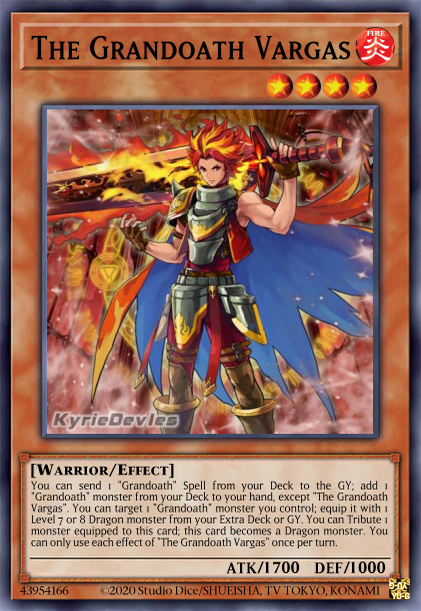 THE GRANDOATH VARGAS
FIRE
炎
KyrieDevies
[WARRIOR/EFFECT]
You can send 1 "Grandoath" Spell from your Deck to the GY; add 1
"Grandoath" monster from your Deck to your hand, except "The Grandoath
Vargas". You can target 1 "Grandoath" monster you control; equip it with
Level 7 or 8 Dragon monster from your Extra Deck or GY. You can Tribute 1
monster equipped to this card; this card becomes a Dragon monster. You
can only use each effect of "The Grandoath Vargas" once per turn.
ATK/1700 DEF/1000
43954166 ©2020 Studio Dice/SHUEISHA, TV TOKYO, KONAMI